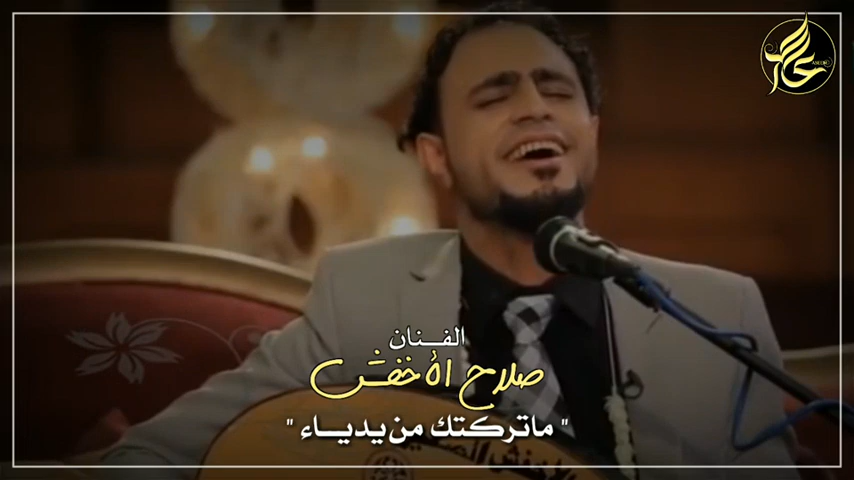 الفنان
صلاح الأخفش
" ماتركتك من يدياء "